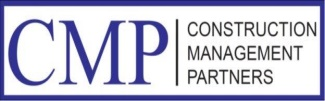 CMP
CONSTRUCTION
MANAGEMENT
PARTNERS